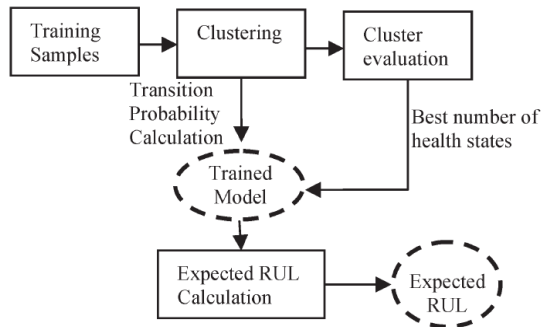 Training
Samples
Clustering
Cluster
evaluation
Transition
Probability
Calculation
Best number of
health states
Trained
Model
Expected RUL
Calculation
Expected
RUL